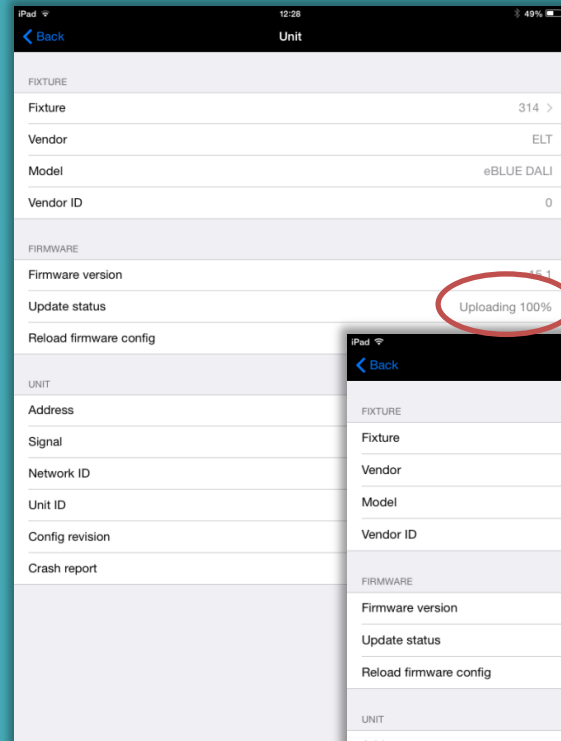 iPad 12:28 49%
Back Unit
FIXTURE
Fixture 314
Vendor ELT
Model eBLUE DALI
Vendor ID 0
FIRMWARE
Firmware version 15.1
Update status Uploading 100%
Reload firmware config
UNIT
Address
Signal
Network ID
Unit ID
Config revision
Crash report
iPad
Back
FIXTURE
Fixture
Vendor
Model
Vendor ID
FIRMWARE
Firmware version
Update status
Reload firmware config
UNIT